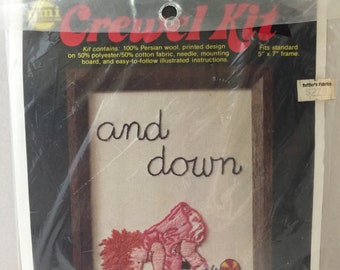 mini
Crewel Kit
Kit contains: 100% Persian wool, printed design
on 50% polyester/50% cotton fabric, needle, mounting
board, and easy-to-follow illustrated instructions.
Fits standard
5" x 7" frame.
and
down